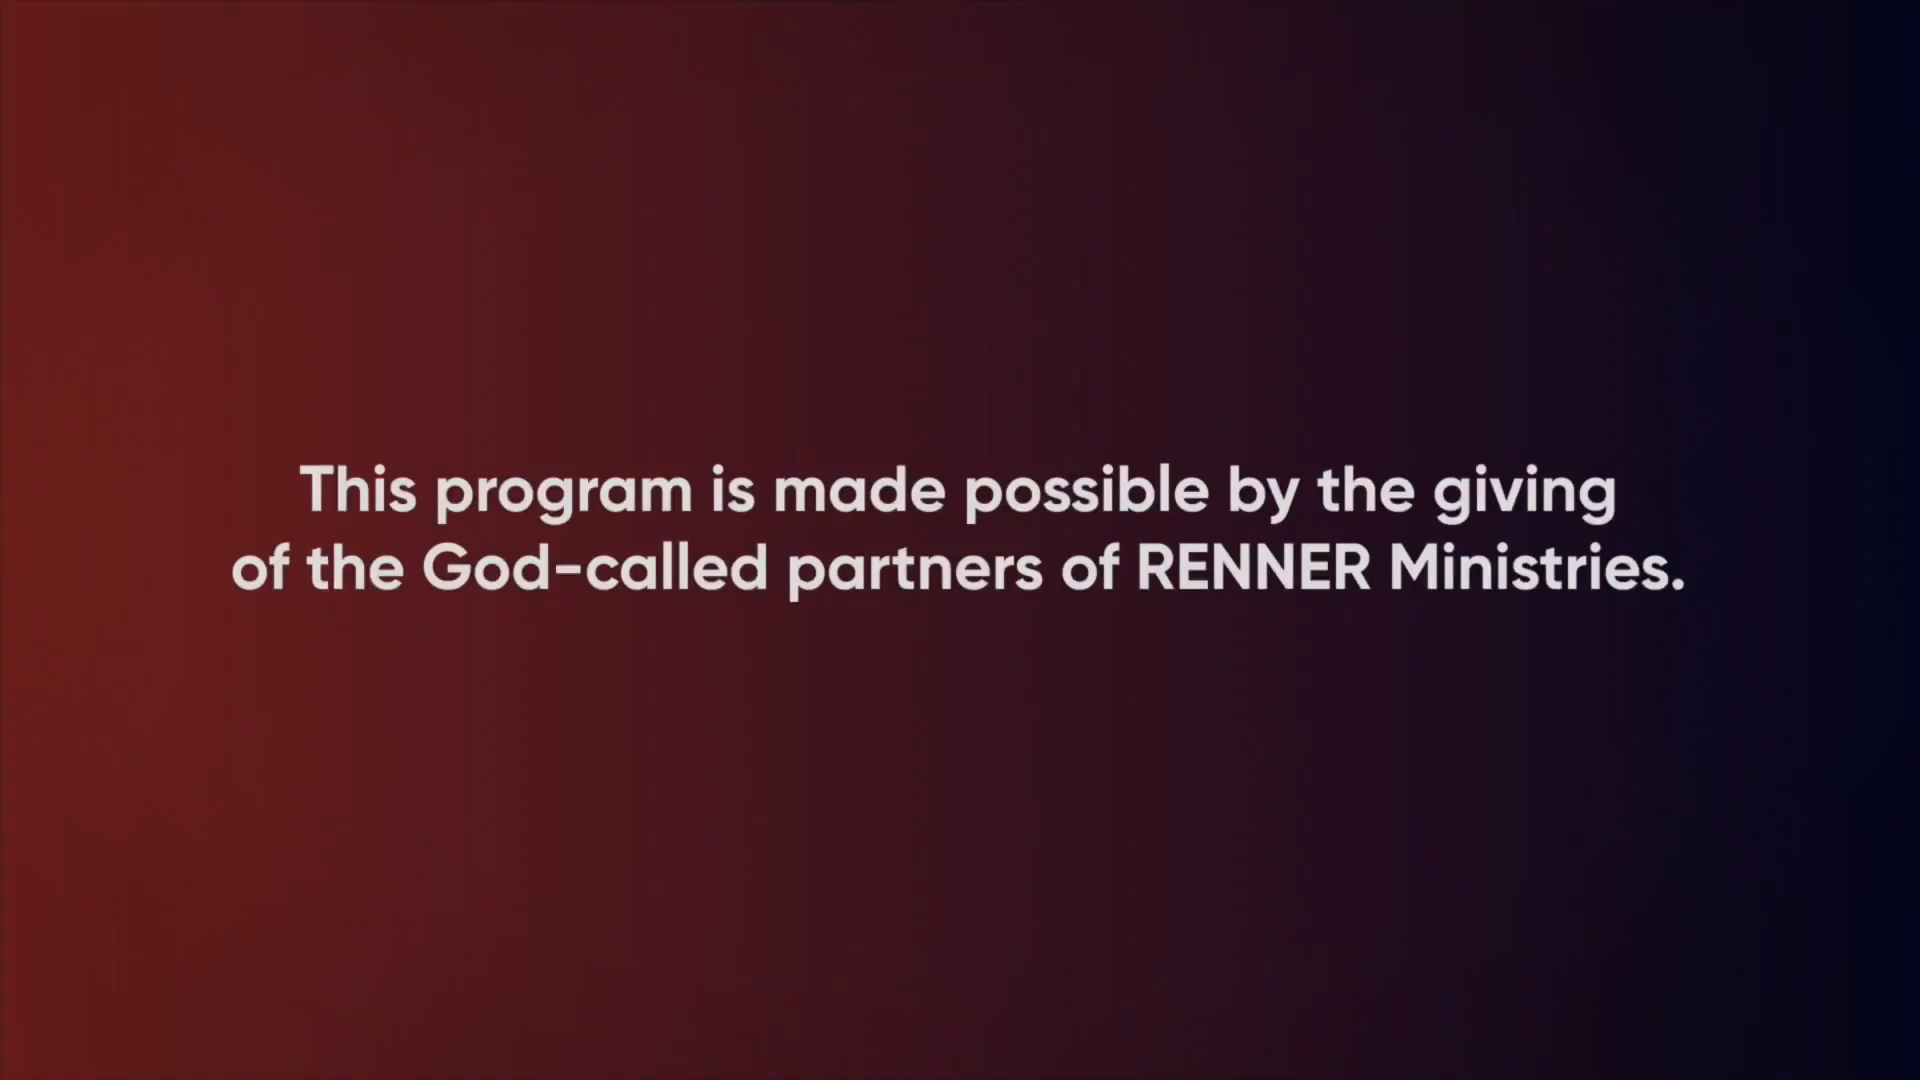 This program is made possible by the giving
of the God-called partners of RENNER Ministries.